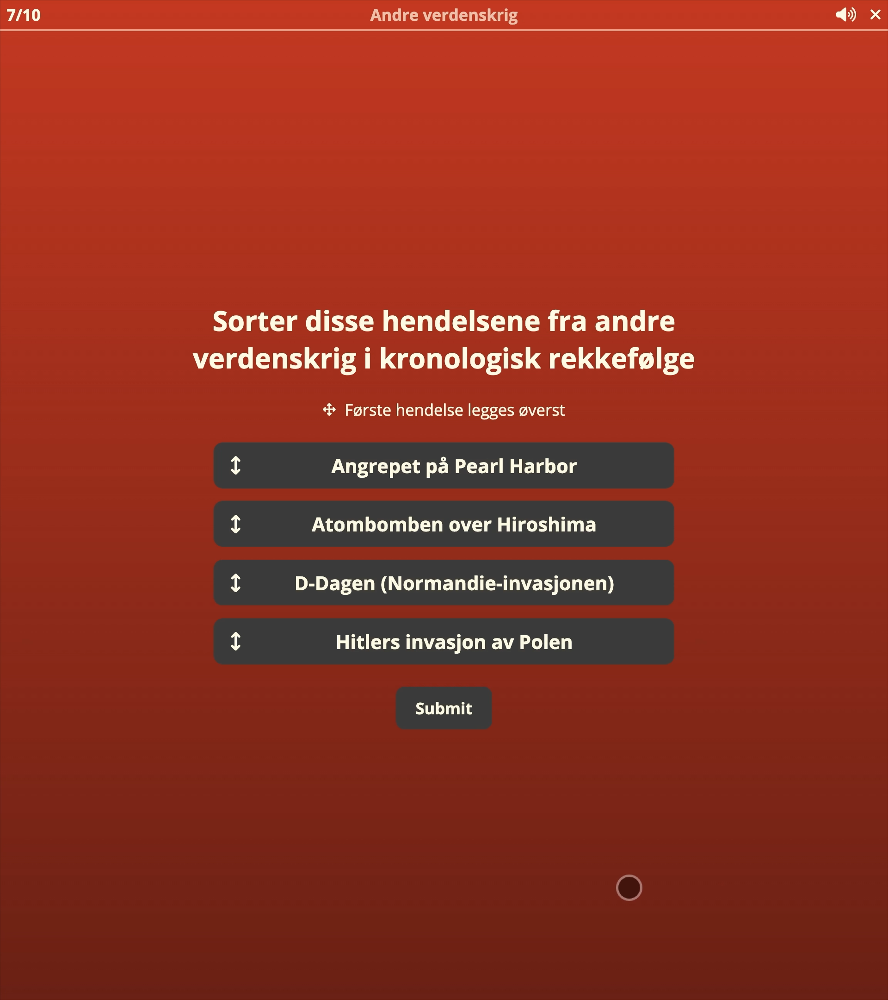 7/10
Andre verdenskrig
Sorter disse hendelsene fra andre
verdenskrig i kronologisk rekkefølge
Første hendelse legges øverst
Angrepet på Pearl Harbor
Atombomben over Hiroshima
D-Dagen (Normandie-invasjonen)
Hitlers invasjon av Polen
Submit